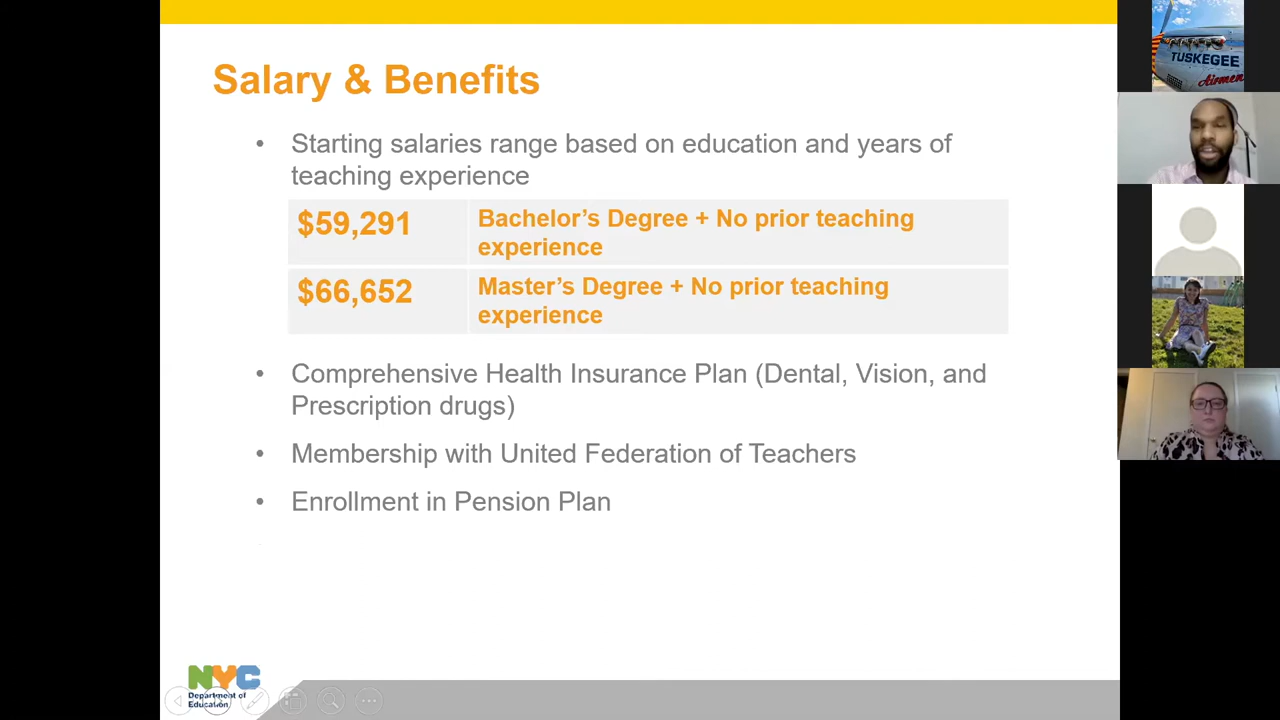 Salary & Benefits
• Starting salaries range based on education and years of
teaching experience
$59,291
Bachelor’s Degree + No prior teaching
experience
$66,652
Master’s Degree + No prior teaching
experience
• Comprehensive Health Insurance Plan (Dental, Vision, and
Prescription drugs)
• Membership with United Federation of Teachers
• Enrollment in Pension Plan
NYC
Department of
Education
TUSKEGEE
Airmen